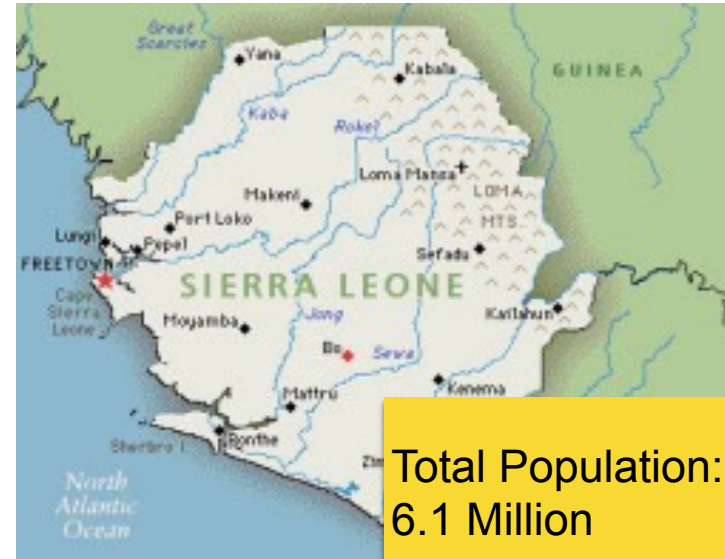 Great
Scarcies
Yana
Kabala
GUINEA
Kaba
Rokel
Loma Mansa
LOMA
MTS.
Makeni
Port Loko
Lungi
Pepel
Sefadu
FREETOWN
SIERRA LEONE
Cape
Sierra
Leone
Kailahun
Moyamba
Jong
Bo
Sewa
Mattru
Kenema
Sherbro I.
Bonthe
North
Atlantic
Ocean
Total Population:
6.1 Million